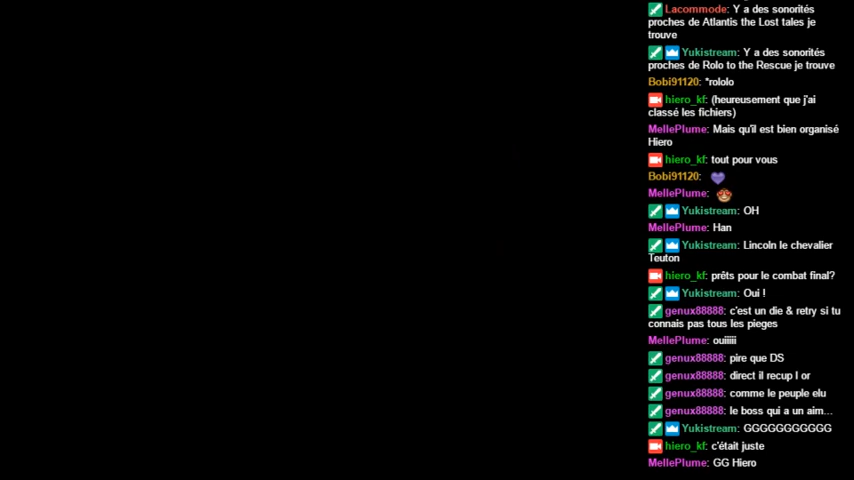 Lacommode: Y a des sonorités
proches de Atlantis the Lost tales je
trouve
Yukistream: Y a des sonorités
proches de Rolo to the Rescue je trouve
Bobi91120: *rololo
hiero_kf: (heureusement que j'ai
classé les fichiers)
MellePlume: Mais qu'il est bien organisé
Hiero
hiero_kf: tout pour vous
Bobi91120:
MellePlume:
Yukistream: OH
MellePlume: Han
Yukistream: Lincoln le chevalier
Teuton
hiero_kf: prêts pour le combat final?
Yukistream: Oui !
genux88888: c'est un die & retry si tu
connais pas tous les pieges
MellePlume: ouiiiii
genux88888: pire que DS
genux88888: direct il recup l or
genux88888: comme le peuple elu
genux88888: le boss qui a un aim...
Yukistream: GGGGGGGGGGG
hiero_kf: c'était juste
MellePlume: GG Hiero